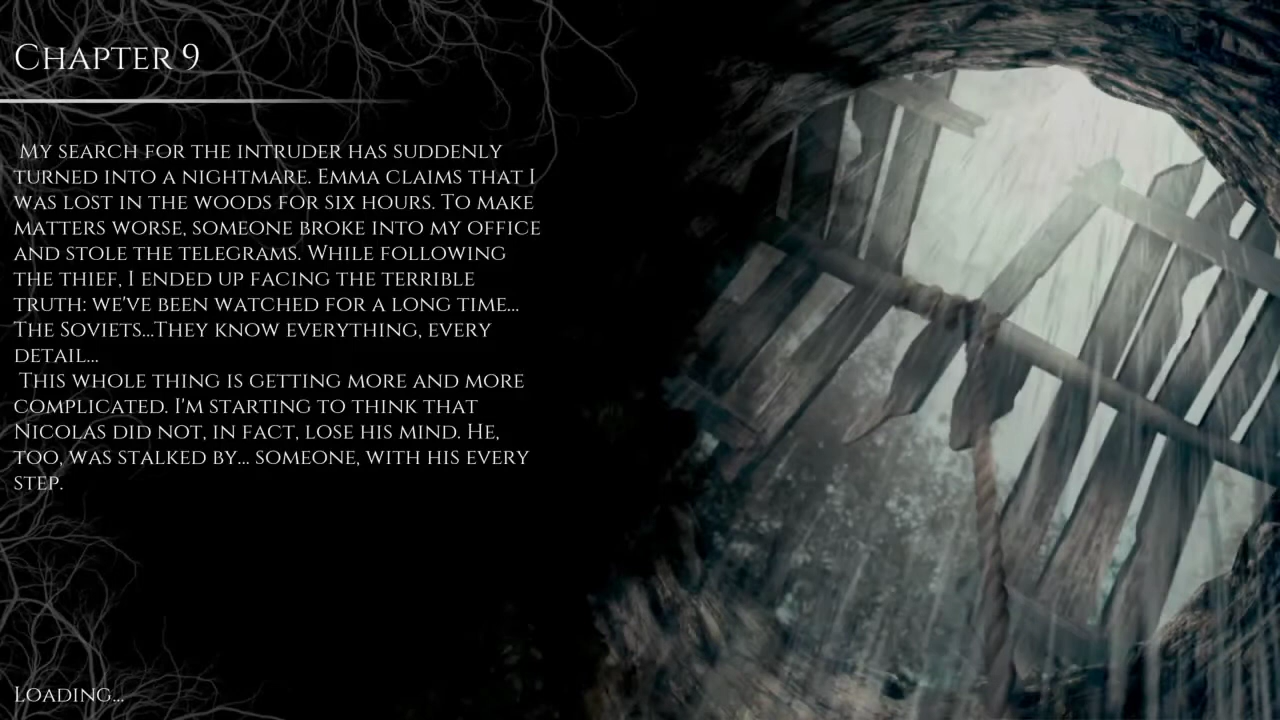 Chapter 9
My search for the intruder has suddenly
turned into a nightmare. Emma claims that I
was lost in the woods for six hours. To make
matters worse, someone broke into my office
and stole the telegrams. While following
the thief, I ended up facing the terrible
truth: we've been watched for a long time...
The Soviets...They know everything, every
detail...
This whole thing is getting more and more
complicated. I'm starting to think that
Nicolas did not, in fact, lose his mind. He,
too, was stalked by... someone, with his every
step.
Loading...